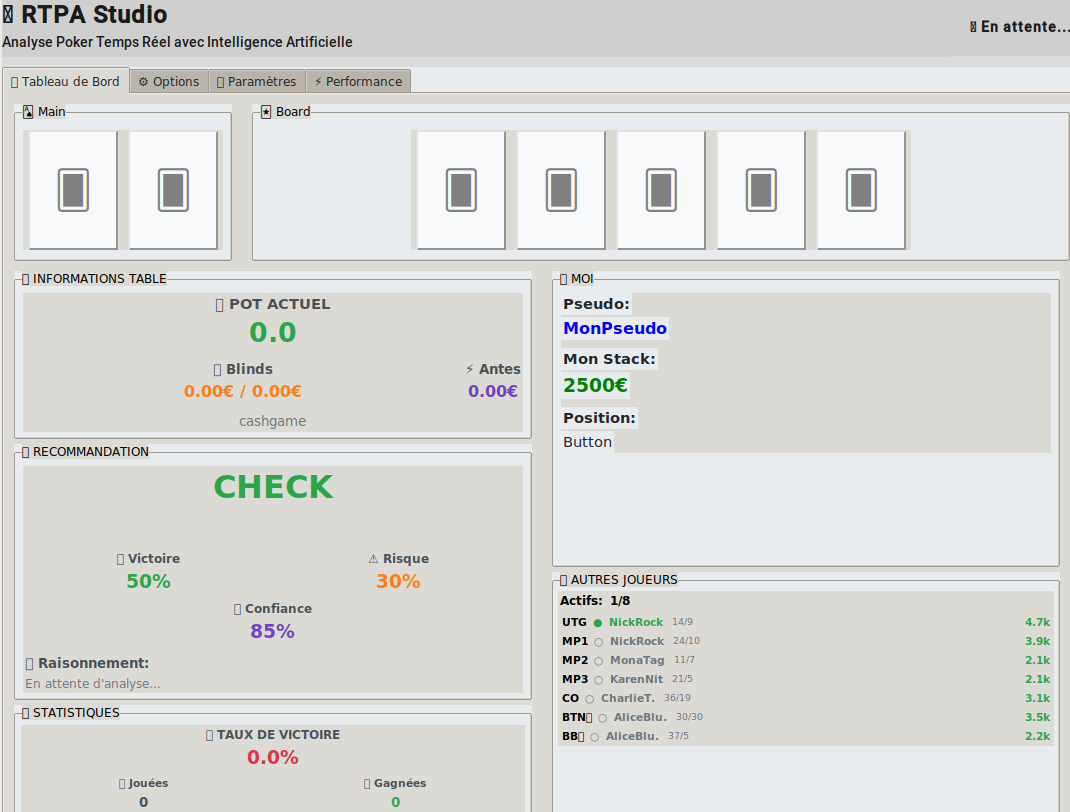 RTPA Studio
Analyse Poker Temps Réel avec Intelligence Artificielle
En attente...
Tableau de Bord
⚙ Options
Paramètres
⚡ Performance
Main
Board
INFORMATIONS TABLE
POT ACTUEL
0.0
Blinds
⚡ Antes
0.00€ / 0.00€
0.00€
cashgame
RECOMMANDATION
CHECK
Victoire
⚠ Risque
50%
30%
Confiance
85%
Raisonnement:
En attente d'analyse...
STATISTIQUES
TAUX DE VICTOIRE
0.0%
Jouées
Gagnées
0
0
MOI
Pseudo:
MonPseudo
Mon Stack:
2500€
Position:
Button
AUTRES JOUEURS
Actifs: 1/8
UTG ● NickRock 14/9 4.7k
MP1 ○ NickRock 24/10 3.9k
MP2 ○ MonaTag 11/7 2.1k
MP3 ○ KarenNit 21/5 2.1k
CO ○ CharlieT. 36/19 3.1k
BTN ○ AliceBlu. 30/30 3.5k
BB ○ AliceBlu. 37/5 2.2k